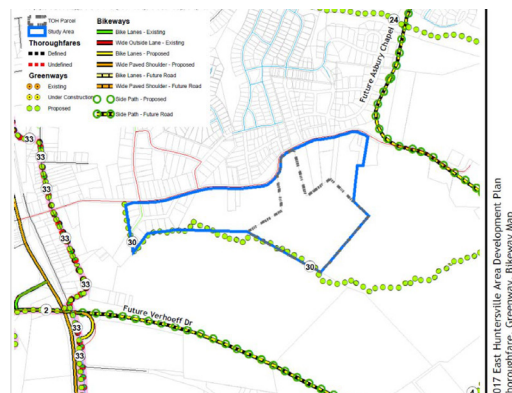 TOH Parcel
Study Area
Thoroughfares
Defined
Undefined
Greenways
Existing
Under Construction
Proposed
Bikeways
Bike Lanes - Existing
Wide Outside Lane - Existing
Bike Lanes - Proposed
Wide Paved Shoulder - Proposed
Bike Lanes - Future Road
Wide Paved Shoulder - Future Road
Side Path - Proposed
Side Path - Future Road
24
Future Asbury Chapel
33
33
33
33
30
30
2
Future Verhoeff Dr
33
33
017 East Huntersville Area Development Plan
horoughfare, Greenway, Bikeway Map